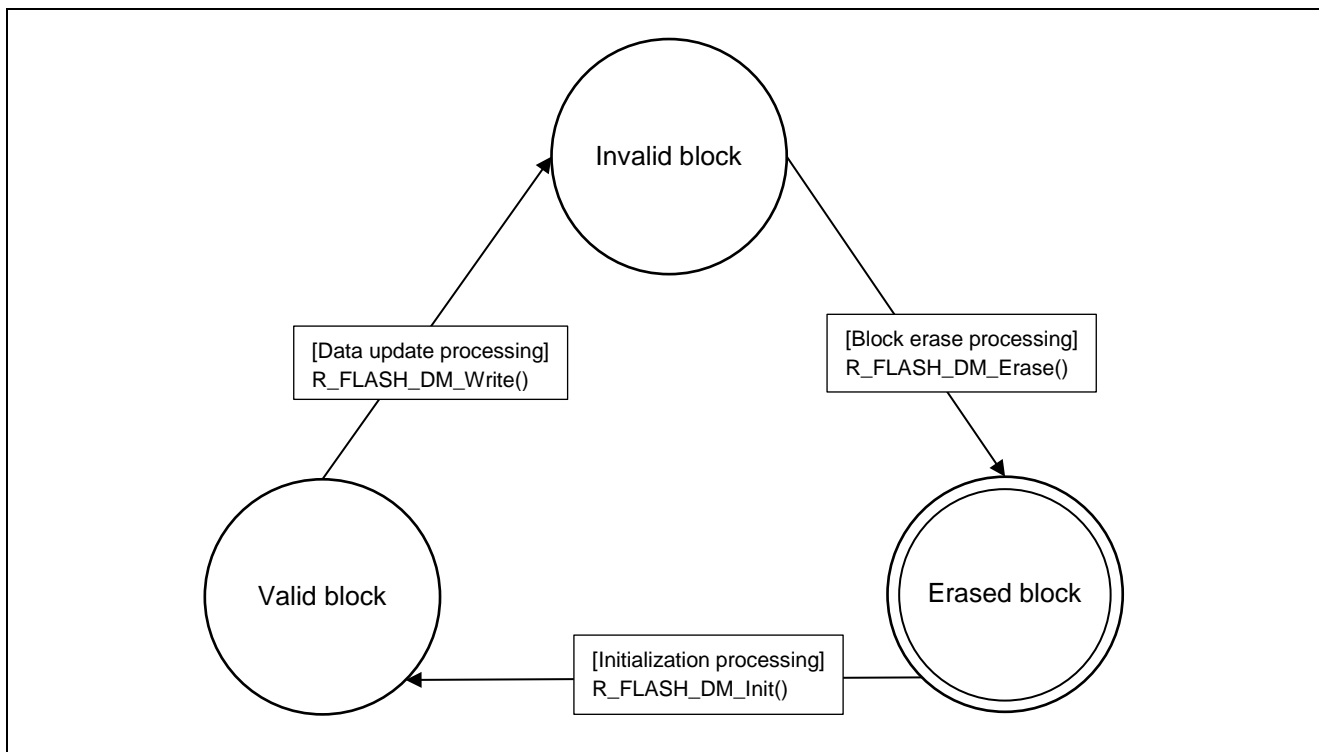 Invalid block
[Data update processing]
R_FLASH_DM_Write()
[Block erase processing]
R_FLASH_DM_Erase()
Valid block
Erased block
[Initialization processing]
R_FLASH_DM_Init()